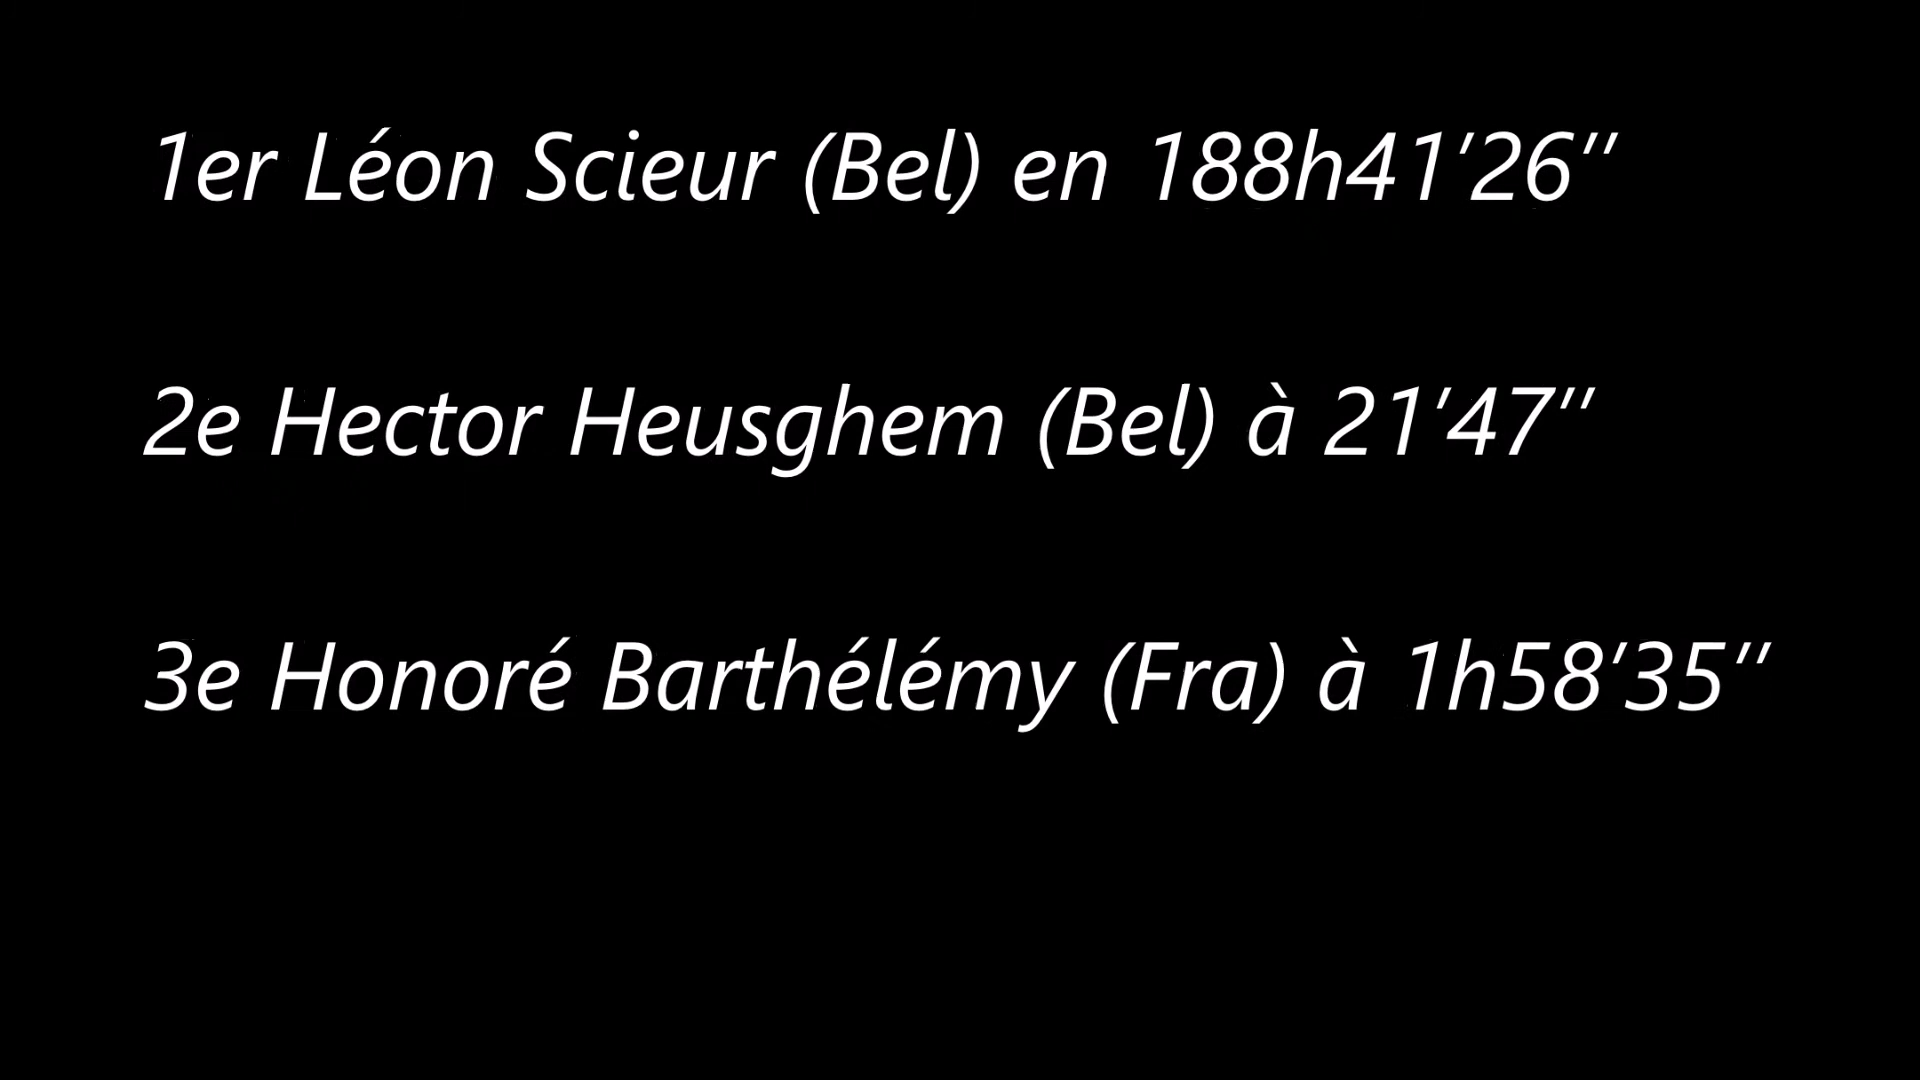 1er Léon Scieur (Bel) en 188h41’26’’
2e Hector Heusghem (Bel) à 21’47’’
3e Honoré Barthélémy (Fra) à 1h58’35’’